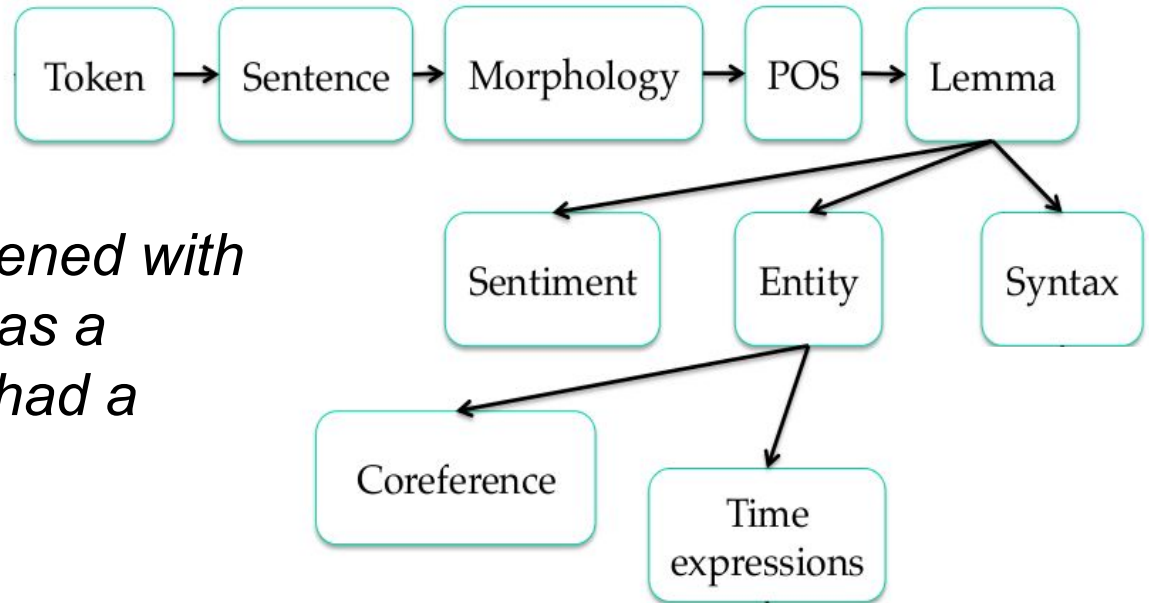 Token
Sentence
Morphology
POS
Lemma
Sentiment
Entity
Syntax
ened with
as a
had a
Coreference
Time
expressions